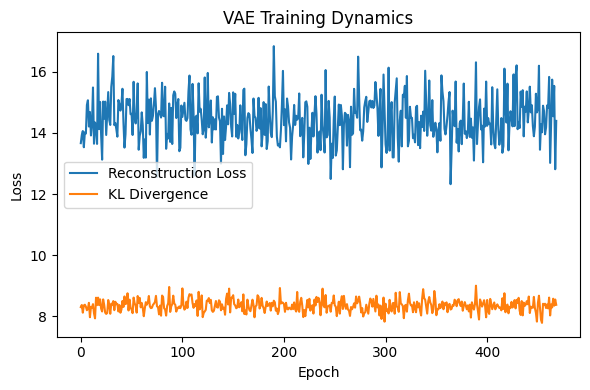 VAE Training Dynamics
Loss
16
14
12
10
8
Reconstruction Loss
KL Divergence
0 100 200 300 400
Epoch